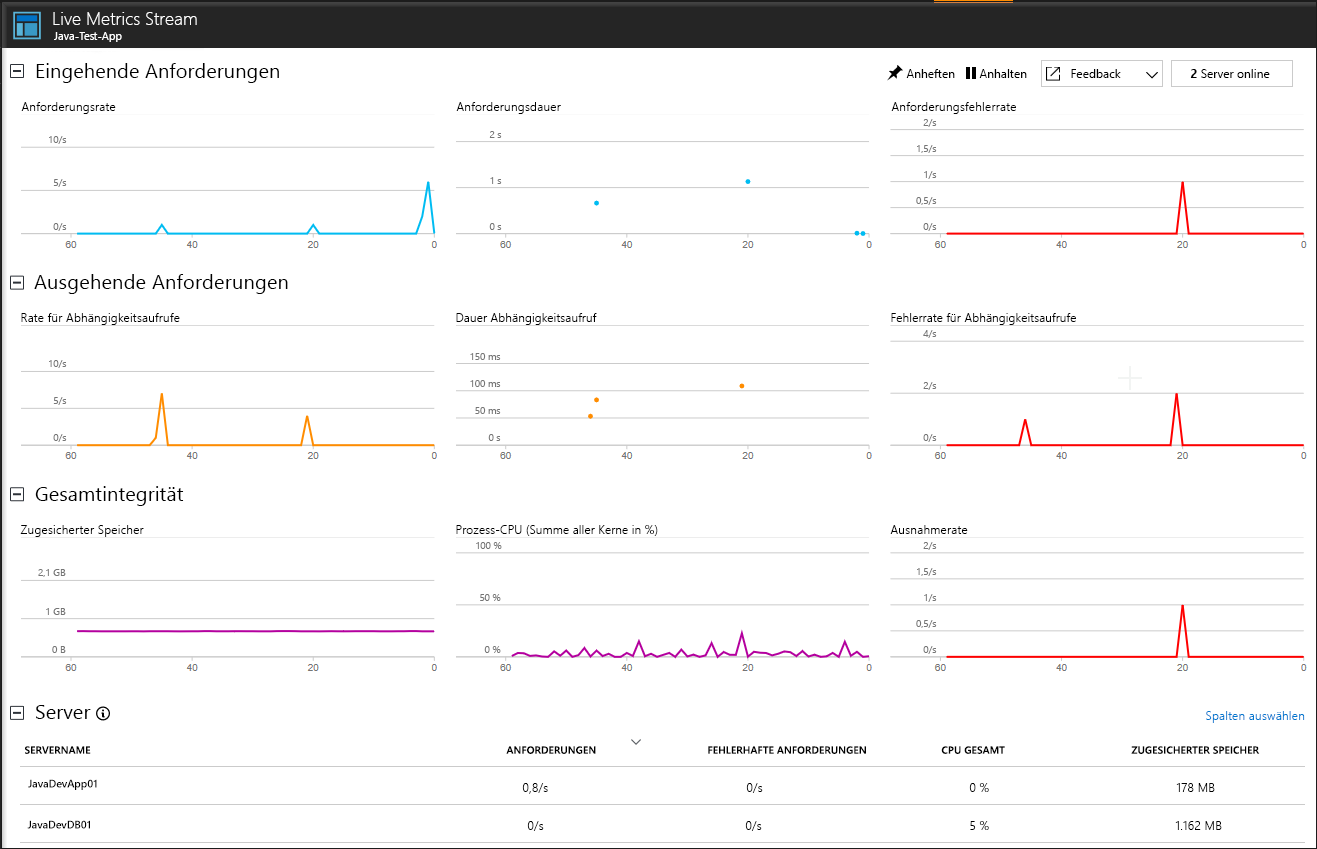 Live Metrics Stream
Java-Test-App
Eingehende Anforderungen
Anheften Anhalten Feedback 2 Server online
Anforderungsrate
10/s
5/s
0/s
60 40 20 0
Anforderungsdauer
2 s
1 s
0 s
60 40 20 0
Anforderungsfehlerrate
2/s
1,5/s
1/s
0,5/s
0/s
60 40 20 0
Ausgehende Anforderungen
Rate für Abhängigkeitsaufrufe
10/s
5/s
0/s
60 40 20 0
Dauer Abhängigkeitsaufruf
150 ms
100 ms
50 ms
0 s
60 40 20 0
Fehlerrate für Abhängigkeitsaufrufe
4/s
2/s
0/s
60 40 20 0
Gesamtintegrität
Zugesicherter Speicher
2,1 GB
1 GB
0 B
60 40 20 0
Prozess-CPU (Summe aller Kerne in %)
100 %
50 %
0 %
60 40 20 0
Ausnahmerate
2/s
1,5/s
1/s
0,5/s
0/s
60 40 20 0
Server
Spalten auswählen
SERVERNAME ANFORDERUNGEN FEHLERHAFTE ANFORDERUNGEN CPU GESAMT ZUGESICHERTER SPEICHER
JavaDevApp01 0,8/s 0/s 0 % 178 MB
JavaDevDB01 0/s 0/s 5 % 1.162 MB